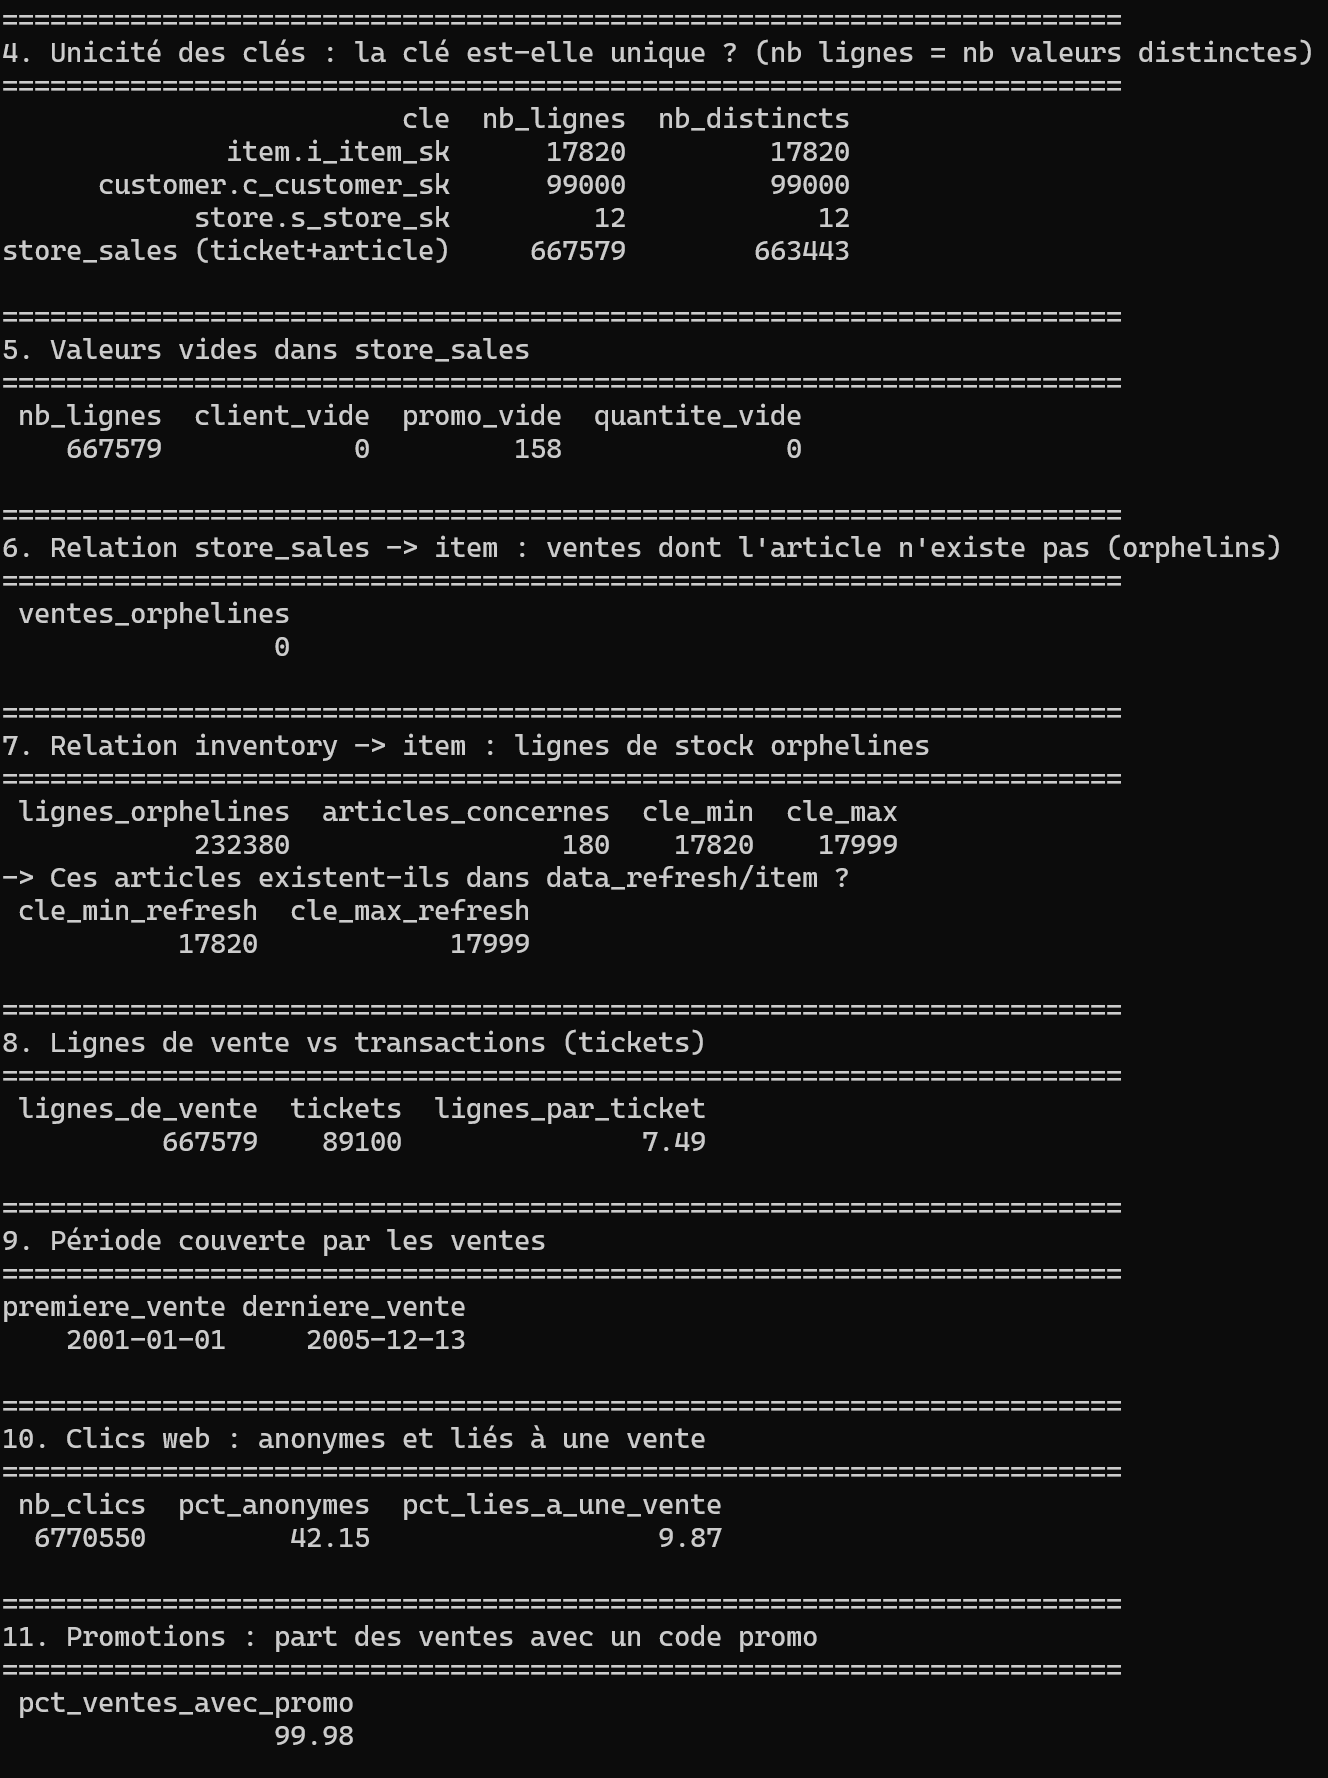 ======================================================================
4. Unicité des clés : la clé est-elle unique ? (nb lignes = nb valeurs distinctes)
======================================================================
                         cle  nb_lignes  nb_distincts
              item.i_item_sk      17820         17820
      customer.c_customer_sk      99000         99000
            store.s_store_sk         12            12
store_sales (ticket+article)     667579        663443

======================================================================
5. Valeurs vides dans store_sales
======================================================================
 nb_lignes  client_vide  promo_vide  quantite_vide
    667579            0         158              0

======================================================================
6. Relation store_sales -> item : ventes dont l'article n'existe pas (orphelins)
======================================================================
 ventes_orphelines
                 0

======================================================================
7. Relation inventory -> item : lignes de stock orphelines
======================================================================
 lignes_orphelines  articles_concernes  cle_min  cle_max
            232380                 180    17820    17999
-> Ces articles existent-ils dans data_refresh/item ?
 cle_min_refresh  cle_max_refresh
           17820            17999

======================================================================
8. Lignes de vente vs transactions (tickets)
======================================================================
 lignes_de_vente  tickets  lignes_par_ticket
          667579    89100               7.49

======================================================================
9. Période couverte par les ventes
======================================================================
premiere_vente derniere_vente
    2001-01-01     2005-12-13

======================================================================
10. Clics web : anonymes et liés à une vente
======================================================================
 nb_clics  pct_anonymes  pct_lies_a_une_vente
  6770550         42.15                  9.87

======================================================================
11. Promotions : part des ventes avec un code promo
======================================================================
 pct_ventes_avec_promo
                 99.98